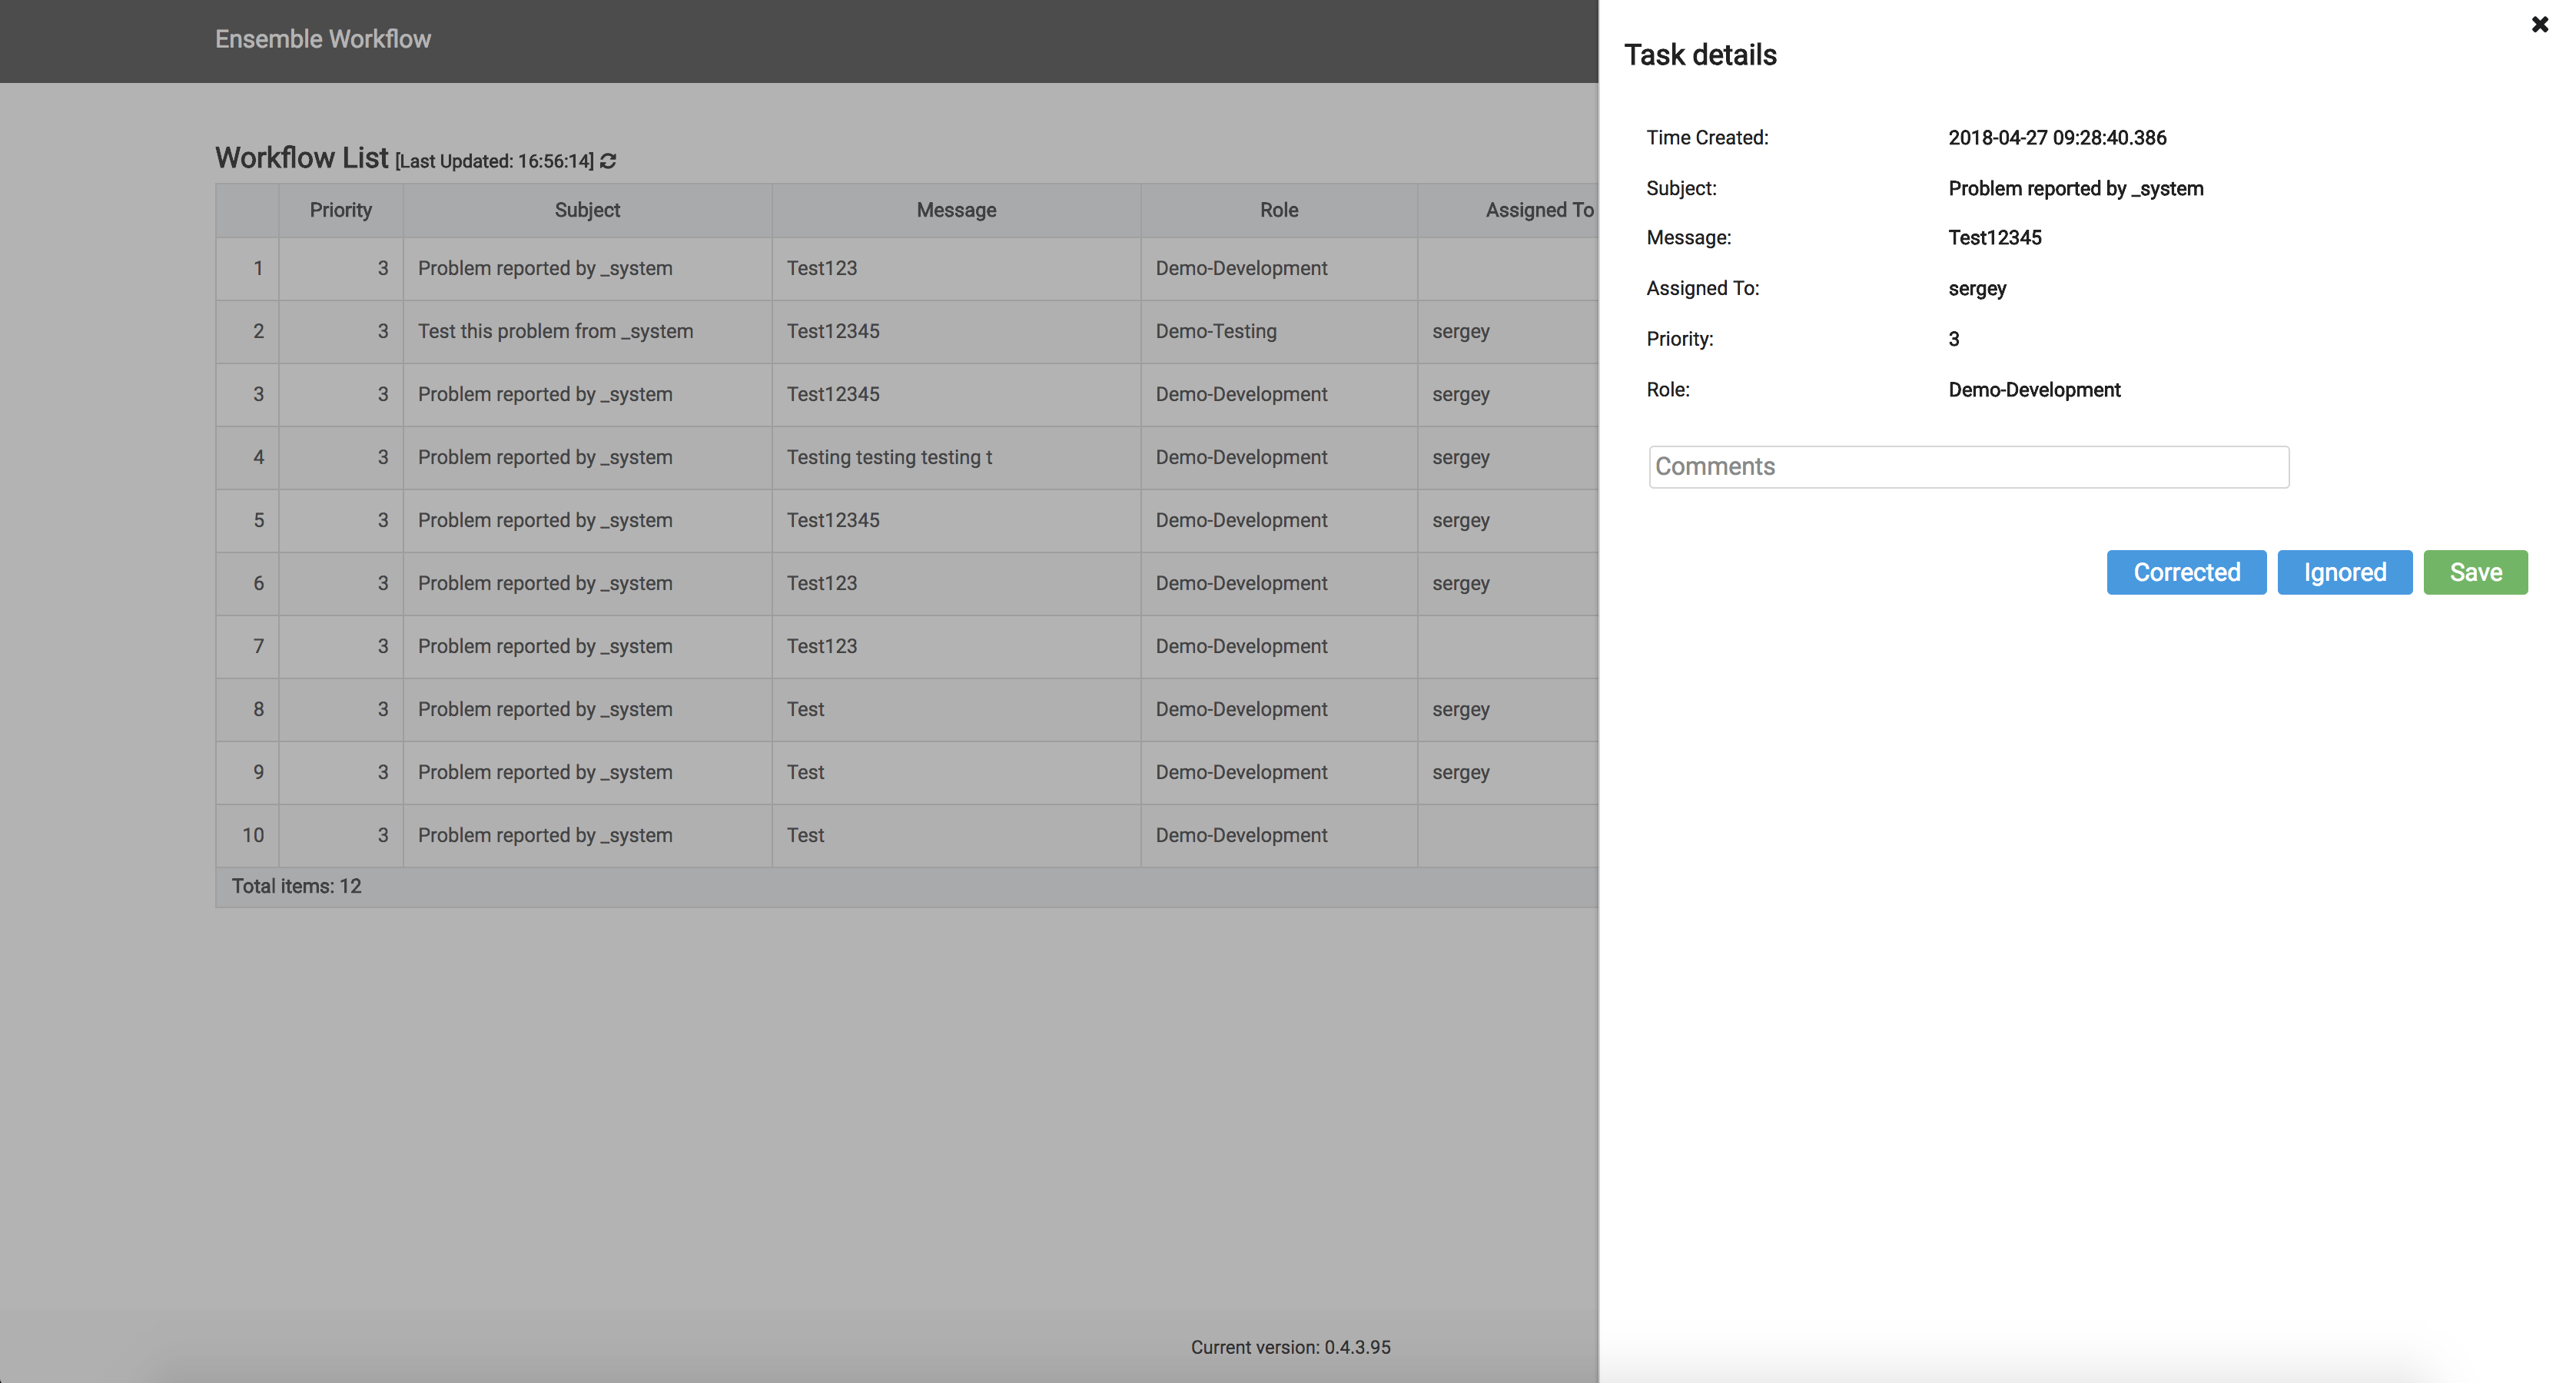 Ensemble Workflow
Workflow List [Last Updated: 16:56:14]
Priority Subject Message Role Assigned To
1 3 Problem reported by _system Test123 Demo-Development
2 3 Test this problem from _system Test12345 Demo-Testing sergey
3 3 Problem reported by _system Test12345 Demo-Development sergey
4 3 Problem reported by _system Testing testing testing t Demo-Development sergey
5 3 Problem reported by _system Test12345 Demo-Development sergey
6 3 Problem reported by _system Test123 Demo-Development sergey
7 3 Problem reported by _system Test123 Demo-Development
8 3 Problem reported by _system Test Demo-Development sergey
9 3 Problem reported by _system Test Demo-Development sergey
10 3 Problem reported by _system Test Demo-Development
Total items: 12
Current version: 0.4.3.95
Task details
Time Created: 2018-04-27 09:28:40.386
Subject: Problem reported by _system
Message: Test12345
Assigned To: sergey
Priority: 3
Role: Demo-Development
Comments
Corrected Ignored Save